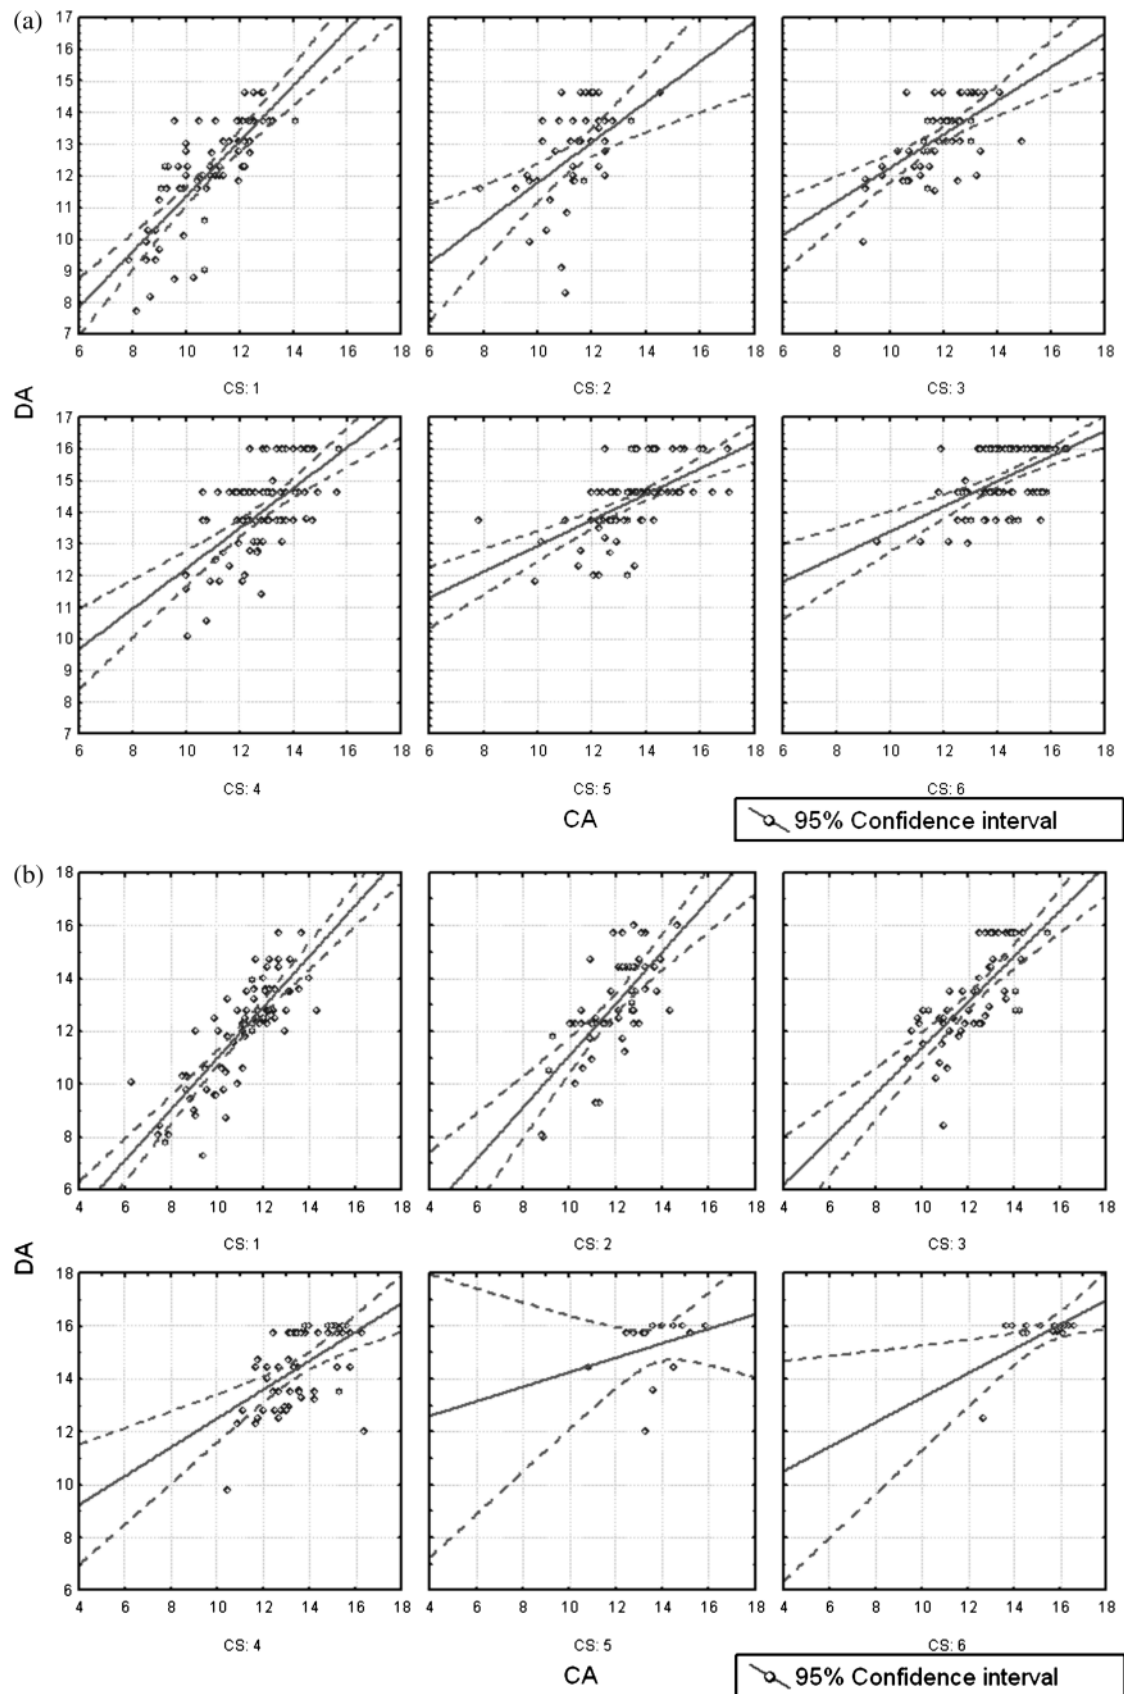 (a)
17
16
15
14
13
12
11
10
9
8
7
6 8 10 12 14 16 18
6 8 10 12 14 16 18
6 8 10 12 14 16 18
CS: 1
CS: 2
CS: 3
DA
17
16
15
14
13
12
11
10
9
8
7
6 8 10 12 14 16 18
6 8 10 12 14 16 18
6 8 10 12 14 16 18
CS: 4
CS: 5
CS: 6
CA
95% Confidence interval
(b)
18
16
14
12
10
8
6
4 6 8 10 12 14 16 18
4 6 8 10 12 14 16 18
4 6 8 10 12 14 16 18
CS: 1
CS: 2
CS: 3
DA
18
16
14
12
10
8
6
4 6 8 10 12 14 16 18
4 6 8 10 12 14 16 18
4 6 8 10 12 14 16 18
CS: 4
CS: 5
CS: 6
CA
95% Confidence interval